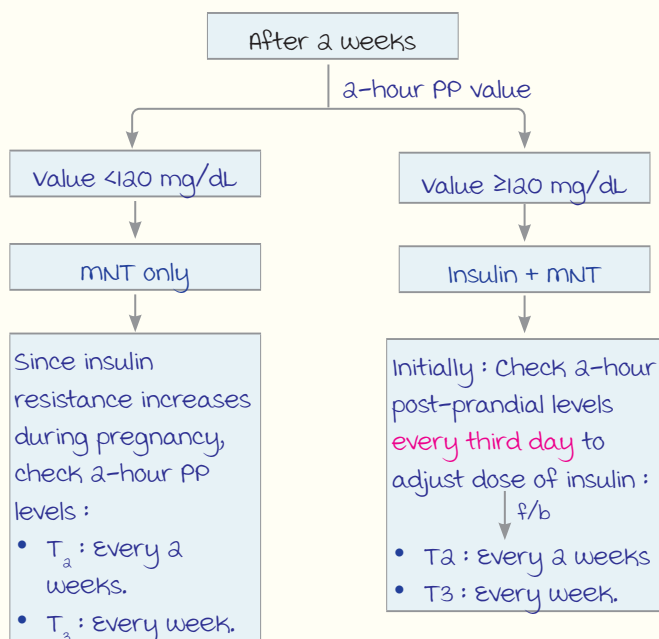 After 2 weeks
2-hour PP value
Value <120 mg/dL
MNT only
Since insulin
resistance increases
during pregnancy,
check 2-hour PP
levels :
• T₂ : Every 2
weeks.
• T₃ : Every week.
Value ≥120 mg/dL
Insulin + MNT
Initially : Check 2-hour
post-prandial levels
every third day to
adjust dose of insulin :
f/b
• T2 : Every 2 weeks
• T3 : Every week.